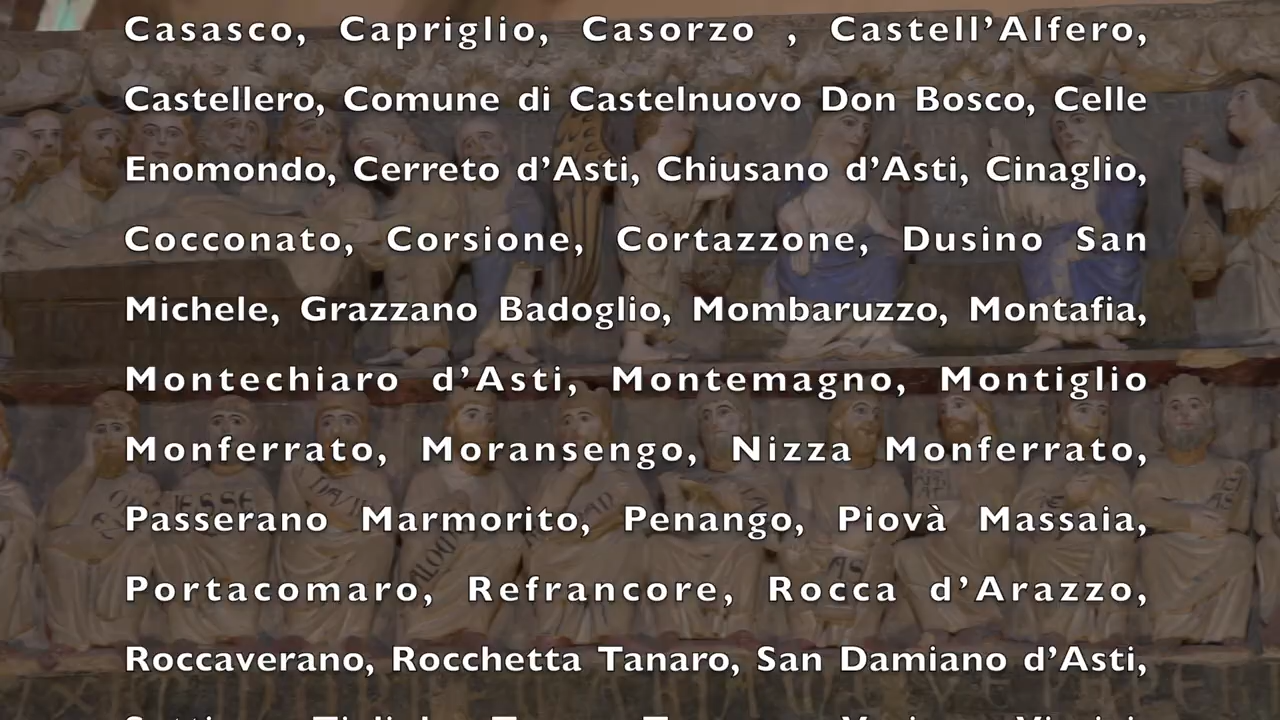 Casasco, Capriglio, Casorzo , Castell’Alfero,
Castellero, Comune di Castelnuovo Don Bosco, Celle
Enomondo, Cerreto d’Asti, Chiusano d’Asti, Cinaglio,
Cocconato, Corsione, Cortazzone, Dusino San
Michele, Grazzano Badoglio, Mombaruzzo, Montafia,
Montechiaro d’Asti, Montemagno, Montiglio
Monferrato, Moransengo, Nizza Monferrato,
Passerano Marmorito, Penango, Piovà Massaia,
Portacomaro, Refrancore, Rocca d’Arazzo,
Roccaverano, Rocchetta Tanaro, San Damiano d’Asti,